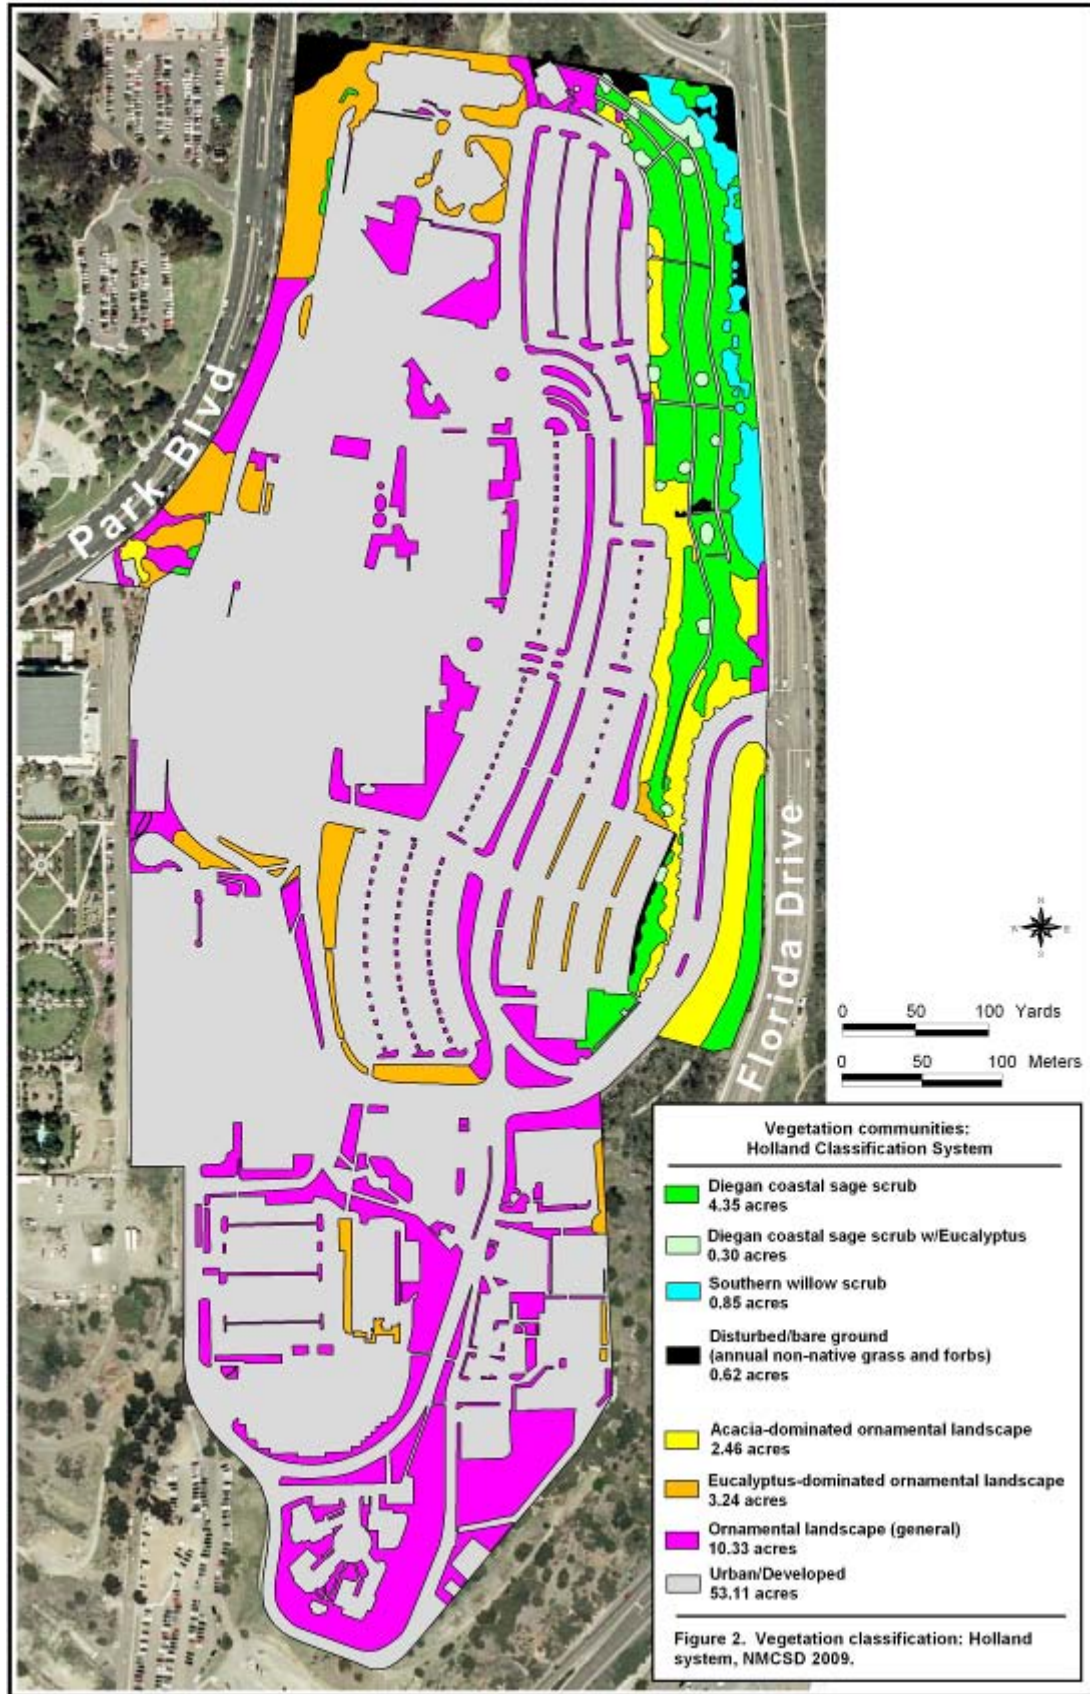 Park Blvd
Florida Drive
N
W E
S
0 50 100 Yards
0 50 100 Meters
Vegetation communities:
Holland Classification System
Diegan coastal sage scrub
4.35 acres
Diegan coastal sage scrub w/Eucalyptus
0.30 acres
Southern willow scrub
0.85 acres
Disturbed/bare ground
(annual non-native grass and forbs)
0.62 acres
Acacia-dominated ornamental landscape
2.46 acres
Eucalyptus-dominated ornamental landscape
3.24 acres
Ornamental landscape (general)
10.33 acres
Urban/Developed
53.11 acres
Figure 2. Vegetation classification: Holland
system, NMCSD 2009.